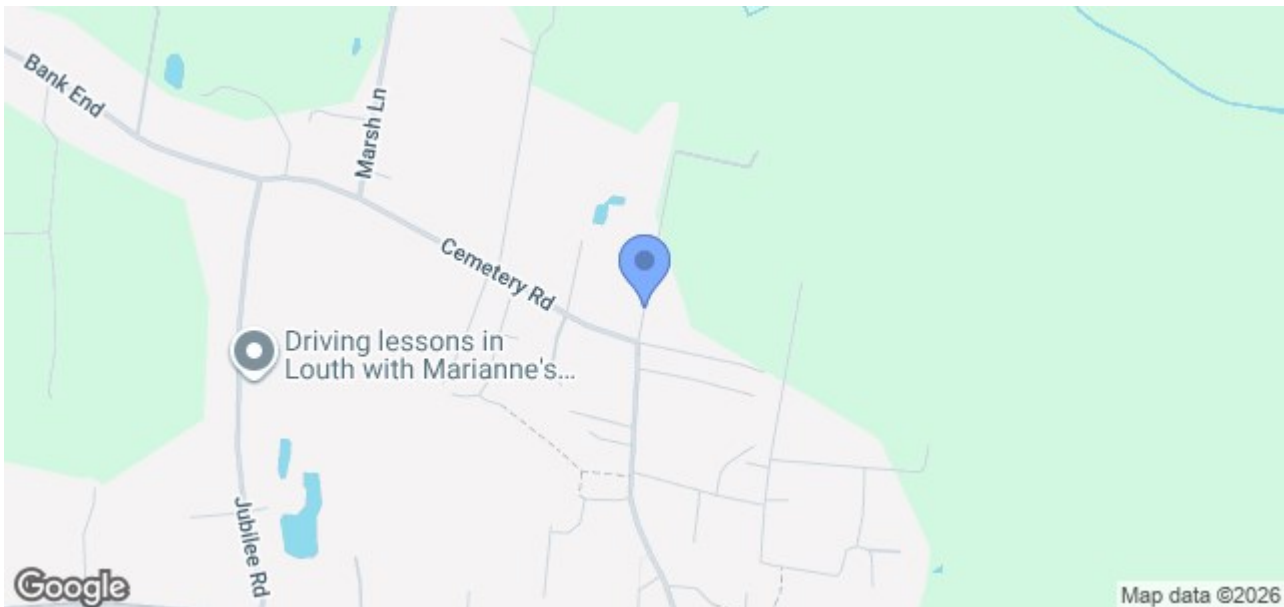 Bank End
Marsh Ln
Cemetery Rd
Driving lessons in
Louth with Marianne's...
Jubilee Rd
Google
Map data ©2026